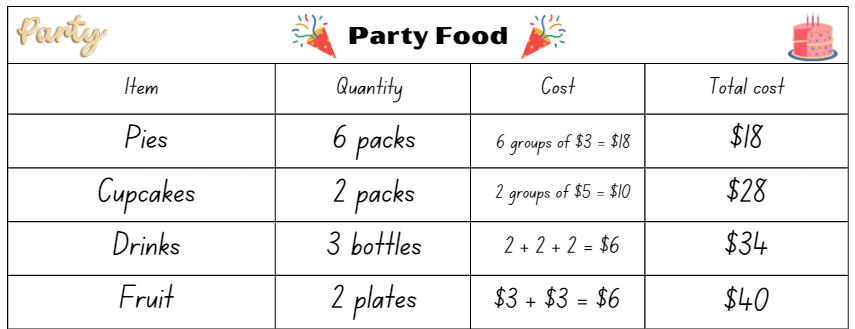 Party Party Food
Item Quantity Cost Total cost
Pies 6 packs 6 groups of $3 = $18 $18
Cupcakes 2 packs 2 groups of $5 = $10 $28
Drinks 3 bottles 2 + 2 + 2 = $6 $34
Fruit 2 plates $3 + $3 = $6 $40